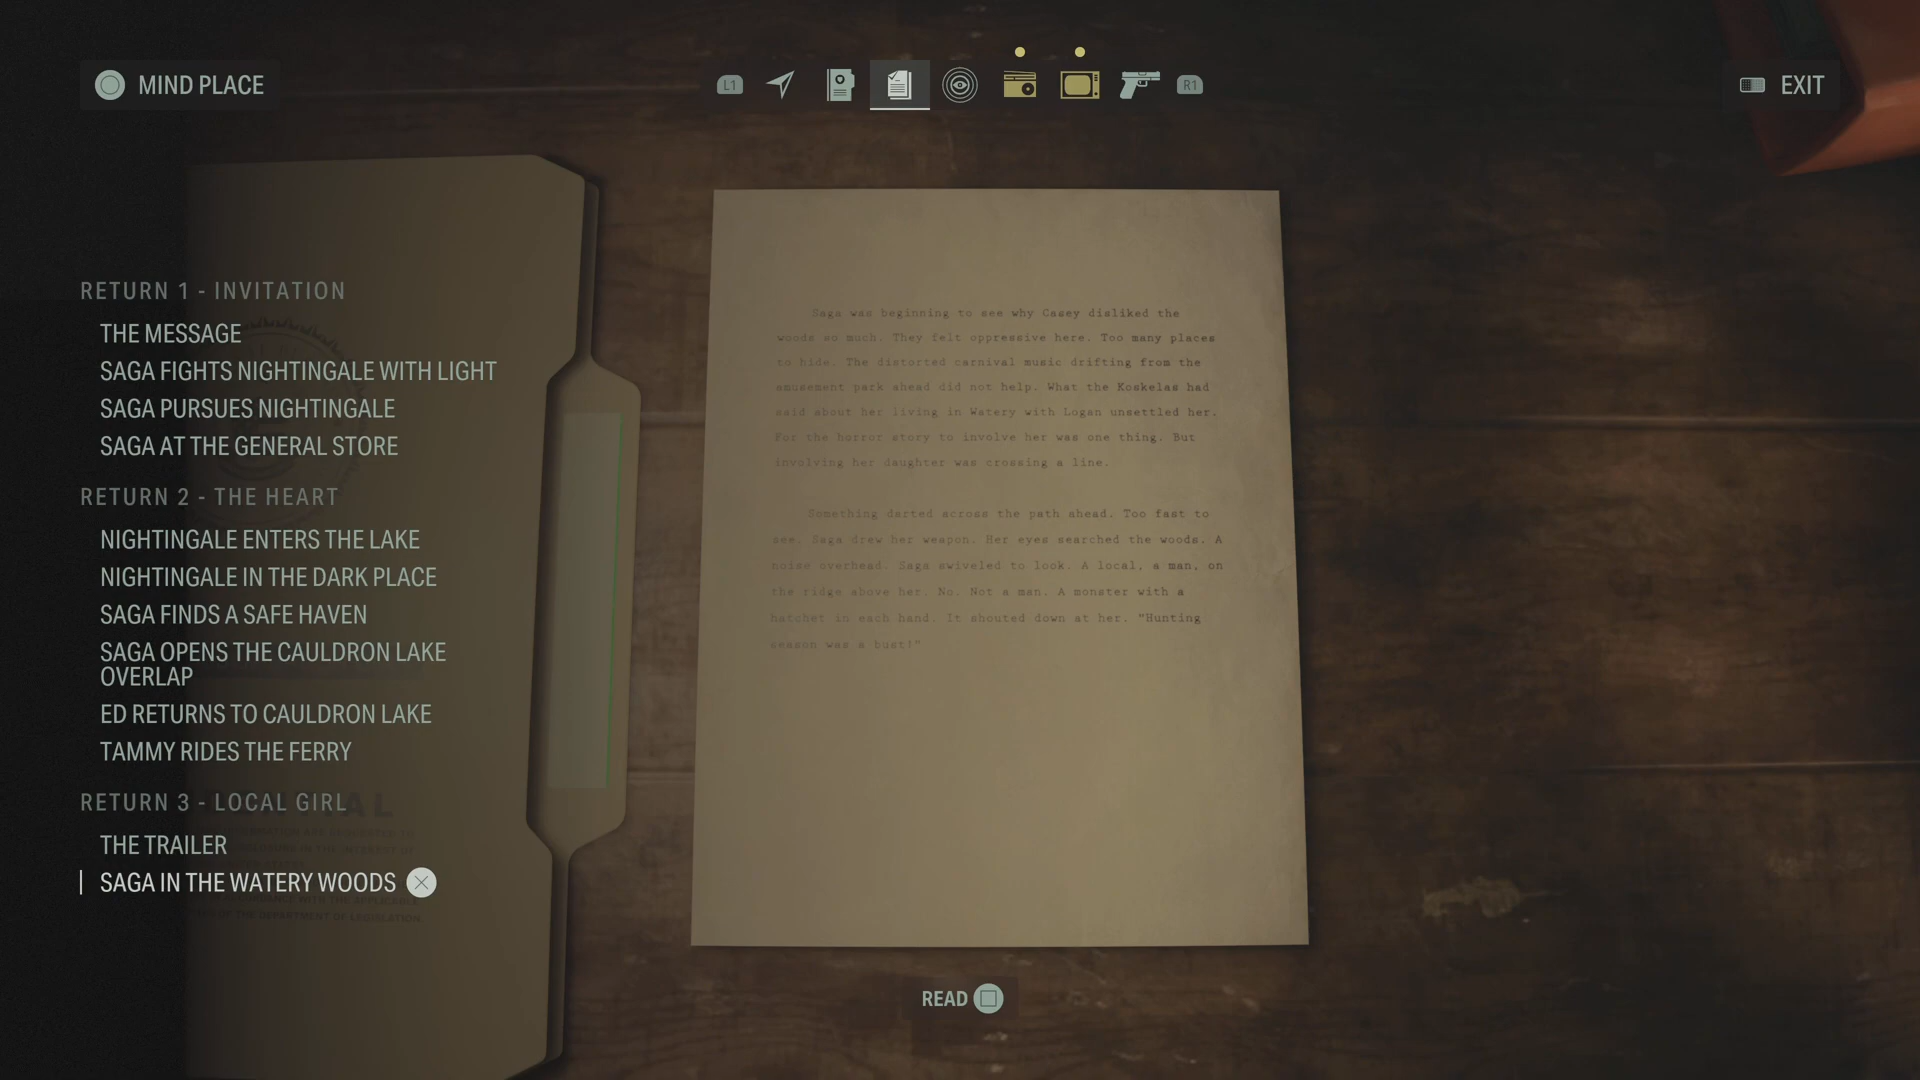 MIND PLACE
L1
R1
EXIT
RETURN 1 - INVITATION
THE MESSAGE
SAGA FIGHTS NIGHTINGALE WITH LIGHT
SAGA PURSUES NIGHTINGALE
SAGA AT THE GENERAL STORE
RETURN 2 - THE HEART
NIGHTINGALE ENTERS THE LAKE
NIGHTINGALE IN THE DARK PLACE
SAGA FINDS A SAFE HAVEN
SAGA OPENS THE CAULDRON LAKE
OVERLAP
ED RETURNS TO CAULDRON LAKE
TAMMY RIDES THE FERRY
RETURN 3 - LOCAL GIRL
THE TRAILER
SAGA IN THE WATERY WOODS
Saga was beginning to see why Casey disliked the
woods so much. They felt oppressive here. Too many places
to hide. The distorted carnival music drifting from the
amusement park ahead did not help. What the Koskelas had
said about her living in Watery with Logan unsettled her.
For the horror story to involve her was one thing. But
involving her daughter was crossing a line.
Something darted across the path ahead. Too fast to
see. Saga drew her weapon. Her eyes searched the woods. A
noise overhead. Saga swiveled to look. A local, a man, on
the ridge above her. No. Not a man. A monster with a
hatchet in each hand. It shouted down at her. "Hunting
season was a bust!"
READ